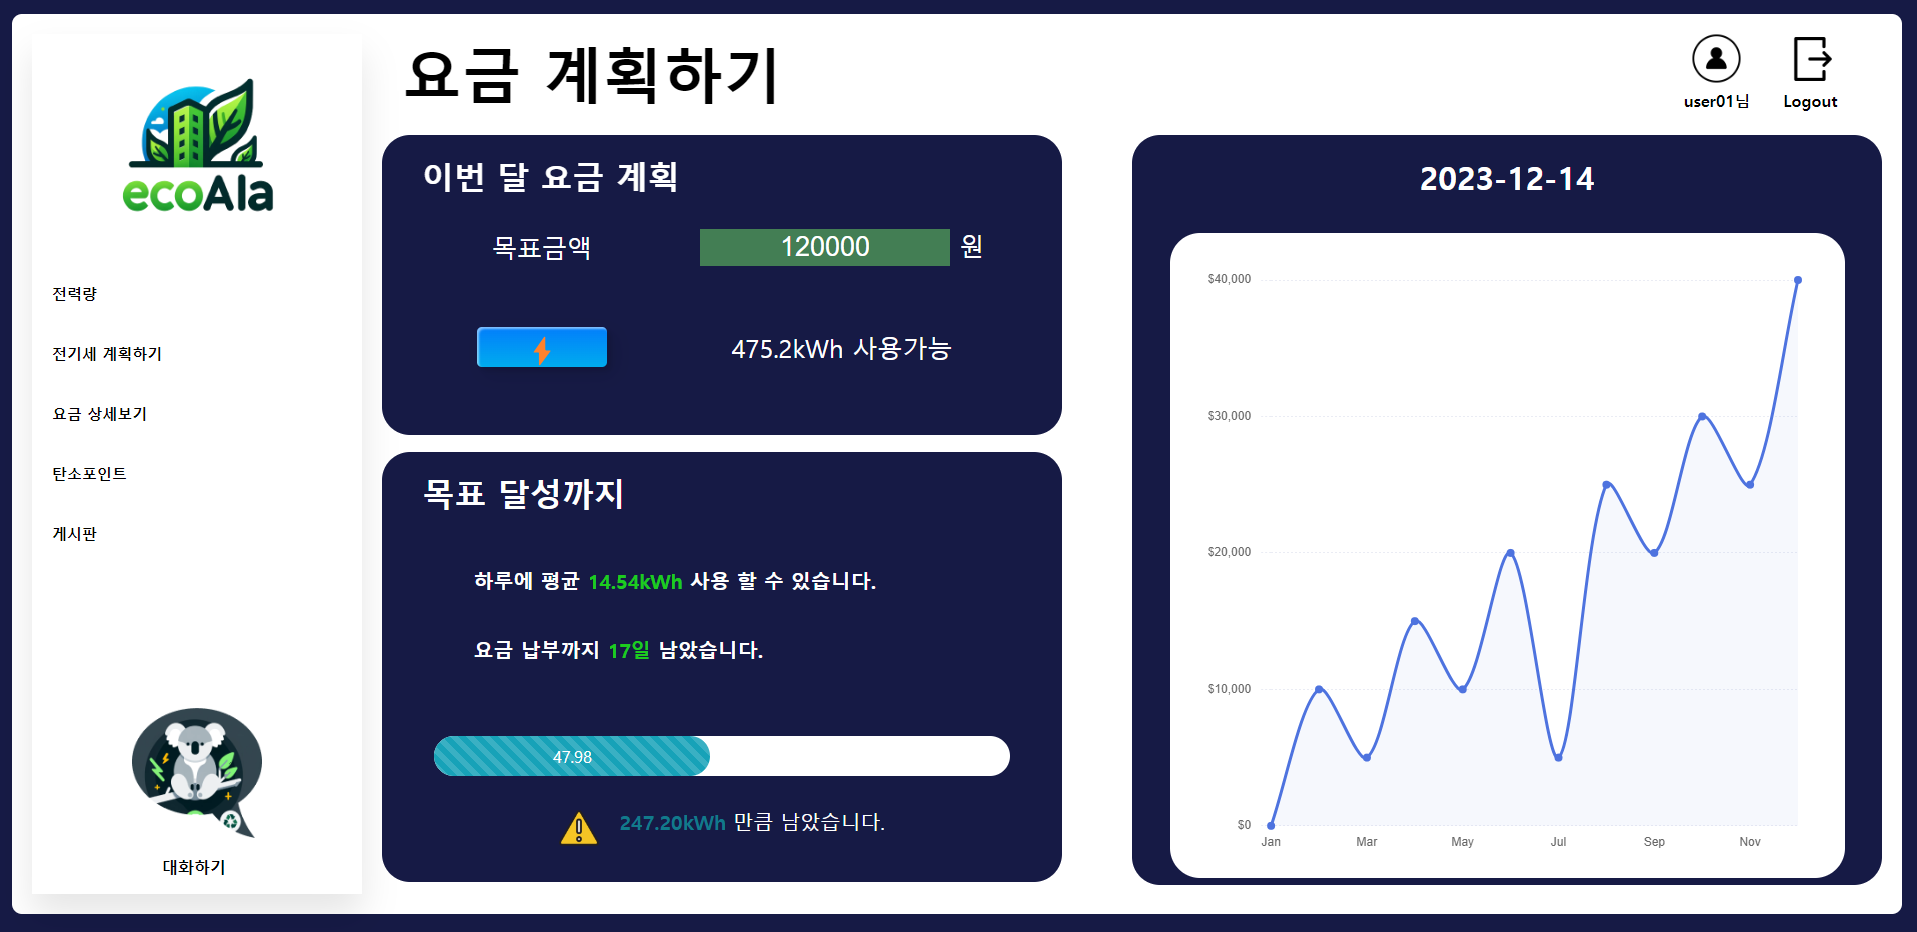 ecoAla
전력량
전기세 계획하기
요금 상세보기
탄소포인트
게시판
대화하기
요금 계획하기
user01님
Logout
이번 달 요금 계획
목표금액 120000 원
475.2kWh 사용가능
목표 달성까지
하루에 평균 14.54kWh 사용 할 수 있습니다.
요금 납부까지 17일 남았습니다.
47.98
247.20kWh 만큼 남았습니다.
2023-12-14
$40,000
$30,000
$20,000
$10,000
$0
Jan Mar May Jul Sep Nov